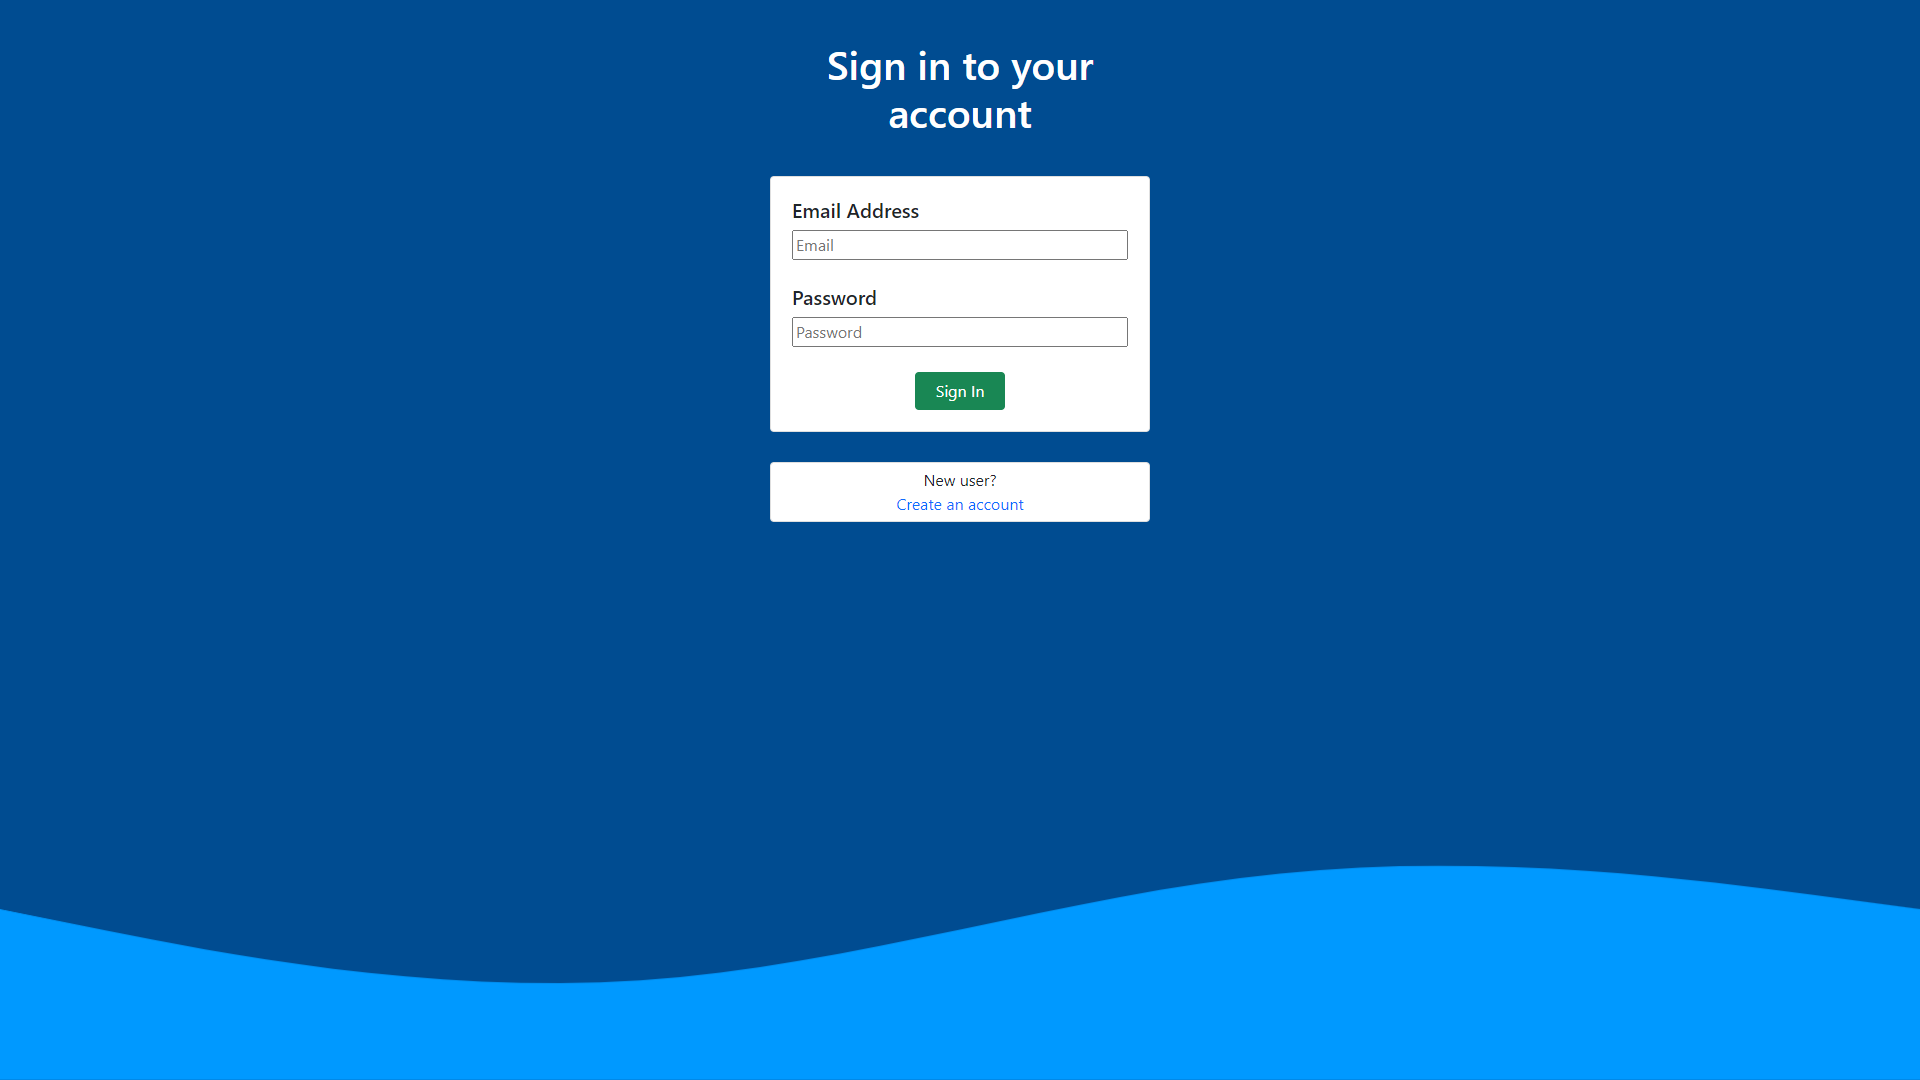 Sign in to your
account
Email Address
Email
Password
Password
Sign In
New user?
Create an account